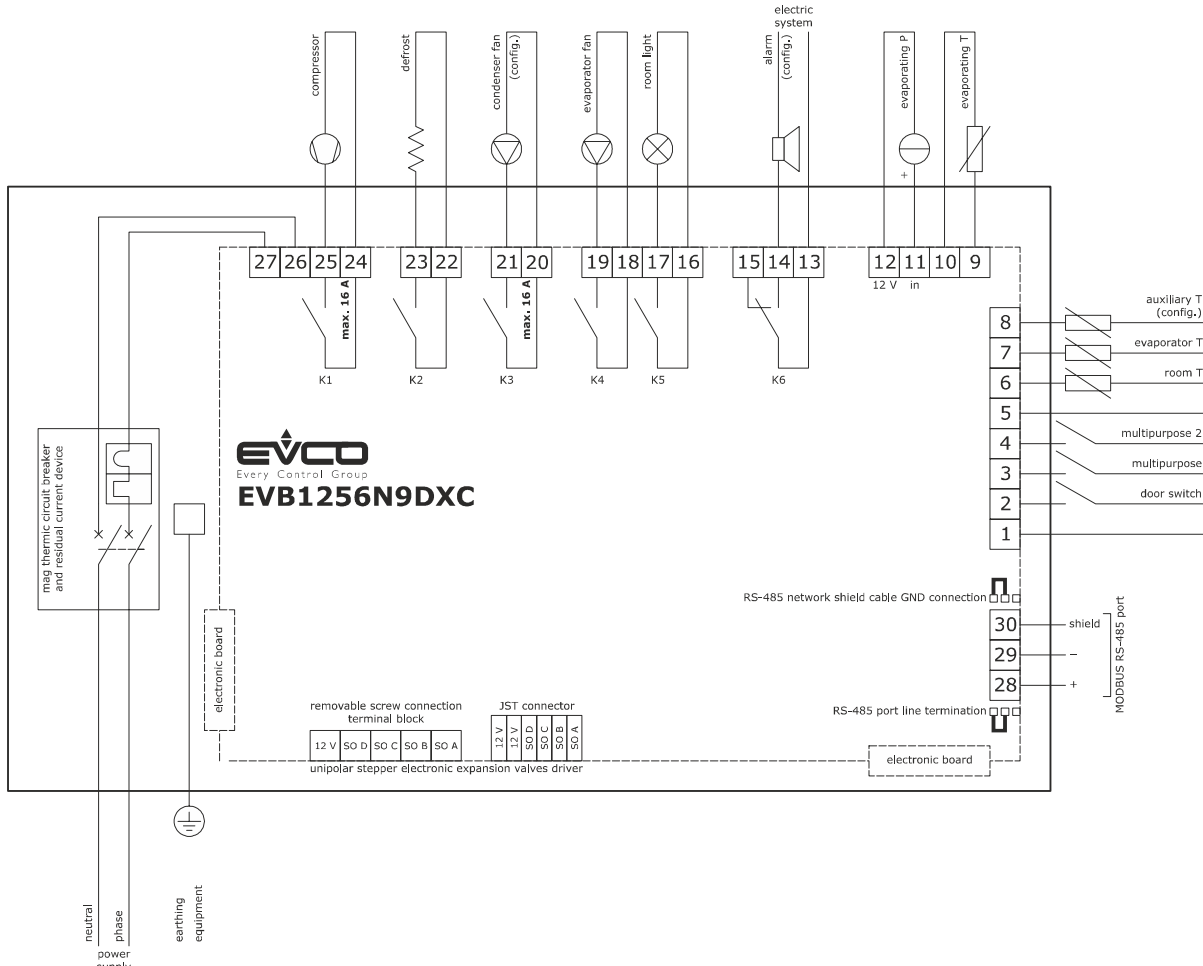 electric
system
compressor
defrost
condenser fan
(config.)
evaporator fan
room light
alarm
(config.)
evaporating P
evaporating T
+
27 26 25 24
23 22
21 20
19 18 17 16
15 14 13
12 11 10 9
12 V in
max. 16 A
max. 16 A
K1
K2
K3
K4
K5
K6
8
auxiliary T
(config.)
7
evaporator T
6
room T
5
4
multipurpose 2
3
multipurpose
2
door switch
1
mag thermic circuit breaker
and residual current device
EVCO
Every Control Group
EVB1256N9DXC
RS-485 network shield cable GND connection
30
shield
29
–
28
+
MODBUS RS-485 port
RS-485 port line termination
electronic board
removable screw connection
terminal block
12 V SO D SO C SO B SO A
JST connector
12 V
12 V
SO D
SO C
SO B
SO A
unipolar stepper electronic expansion valves driver
electronic board
neutral
phase
earthing
equipment
power